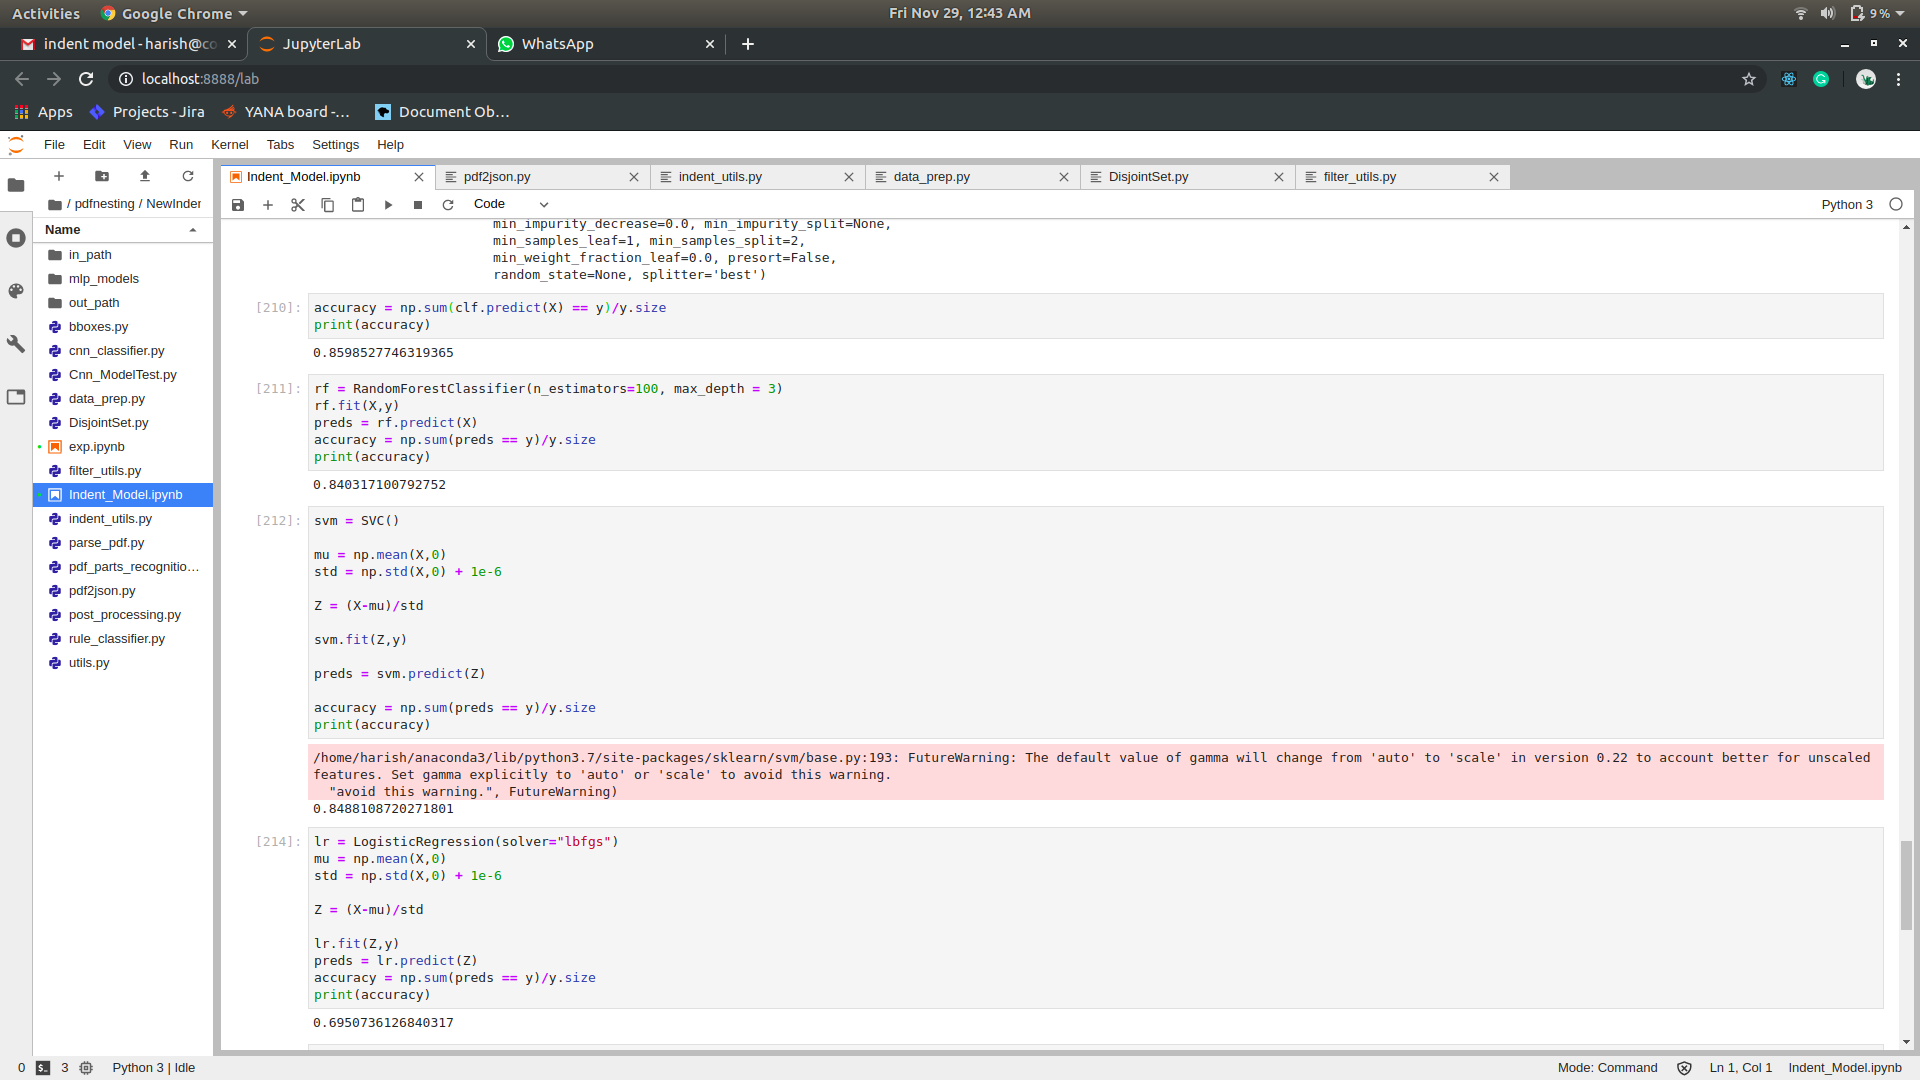 Activities Google Chrome Fri Nov 29, 12:43 AM 9%
indent model - harish@co JupyterLab WhatsApp
localhost:8888/lab
Apps Projects - Jira YANA board -... Document Ob...
File Edit View Run Kernel Tabs Settings Help
Indent_Model.ipynb pdf2json.py indent_utils.py data_prep.py DisjointSet.py filter_utils.py
Code Python 3
/ pdfnesting / NewInder
Name
in_path
mlp_models
out_path
bboxes.py
cnn_classifier.py
Cnn_ModelTest.py
data_prep.py
DisjointSet.py
exp.ipynb
filter_utils.py
Indent_Model.ipynb
indent_utils.py
parse_pdf.py
pdf_parts_recognitio...
pdf2json.py
post_processing.py
rule_classifier.py
utils.py
min_impurity_decrease=0.0, min_impurity_split=None,
min_samples_leaf=1, min_samples_split=2,
min_weight_fraction_leaf=0.0, presort=False,
random_state=None, splitter='best')
[210]: accuracy = np.sum(clf.predict(X) == y)/y.size
print(accuracy)
0.8598527746319365
[211]: rf = RandomForestClassifier(n_estimators=100, max_depth = 3)
rf.fit(X,y)
preds = rf.predict(X)
accuracy = np.sum(preds == y)/y.size
print(accuracy)
0.840317100792752
[212]: svm = SVC()
mu = np.mean(X,0)
std = np.std(X,0) + 1e-6
Z = (X-mu)/std
svm.fit(Z,y)
preds = svm.predict(Z)
accuracy = np.sum(preds == y)/y.size
print(accuracy)
/home/harish/anaconda3/lib/python3.7/site-packages/sklearn/svm/base.py:193: FutureWarning: The default value of gamma will change from 'auto' to 'scale' in version 0.22 to account better for unscaled
features. Set gamma explicitly to 'auto' or 'scale' to avoid this warning.
"avoid this warning.", FutureWarning)
0.8488108720271801
[214]: lr = LogisticRegression(solver="lbfgs")
mu = np.mean(X,0)
std = np.std(X,0) + 1e-6
Z = (X-mu)/std
lr.fit(Z,y)
preds = lr.predict(Z)
accuracy = np.sum(preds == y)/y.size
print(accuracy)
0.6950736126840317
0 3 Python 3 | Idle Mode: Command Ln 1, Col 1 Indent_Model.ipynb